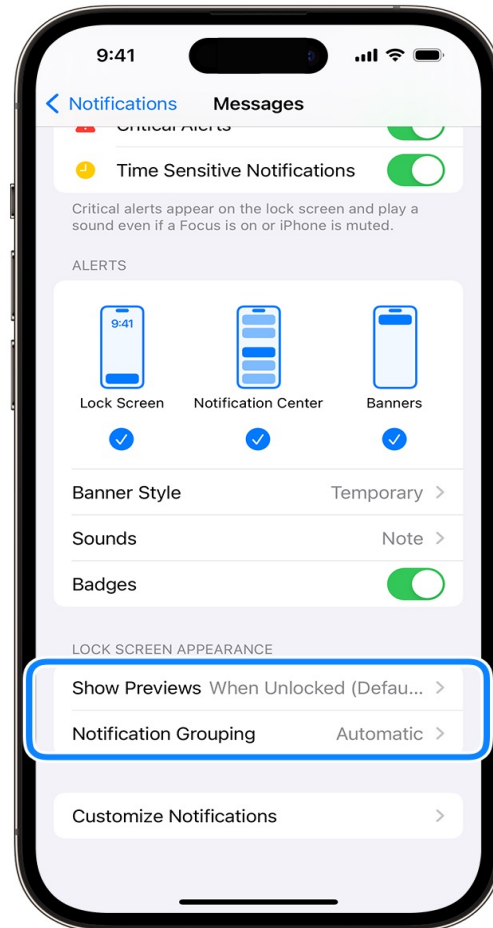 9:41
Notifications
Messages
Critical Alerts
Time Sensitive Notifications
Critical alerts appear on the lock screen and play a
sound even if a Focus is on or iPhone is muted.
ALERTS
9:41
Lock Screen
Notification Center
Banners
Banner Style
Temporary
Sounds
Note
Badges
LOCK SCREEN APPEARANCE
Show Previews
When Unlocked (Defau...
Notification Grouping
Automatic
Customize Notifications